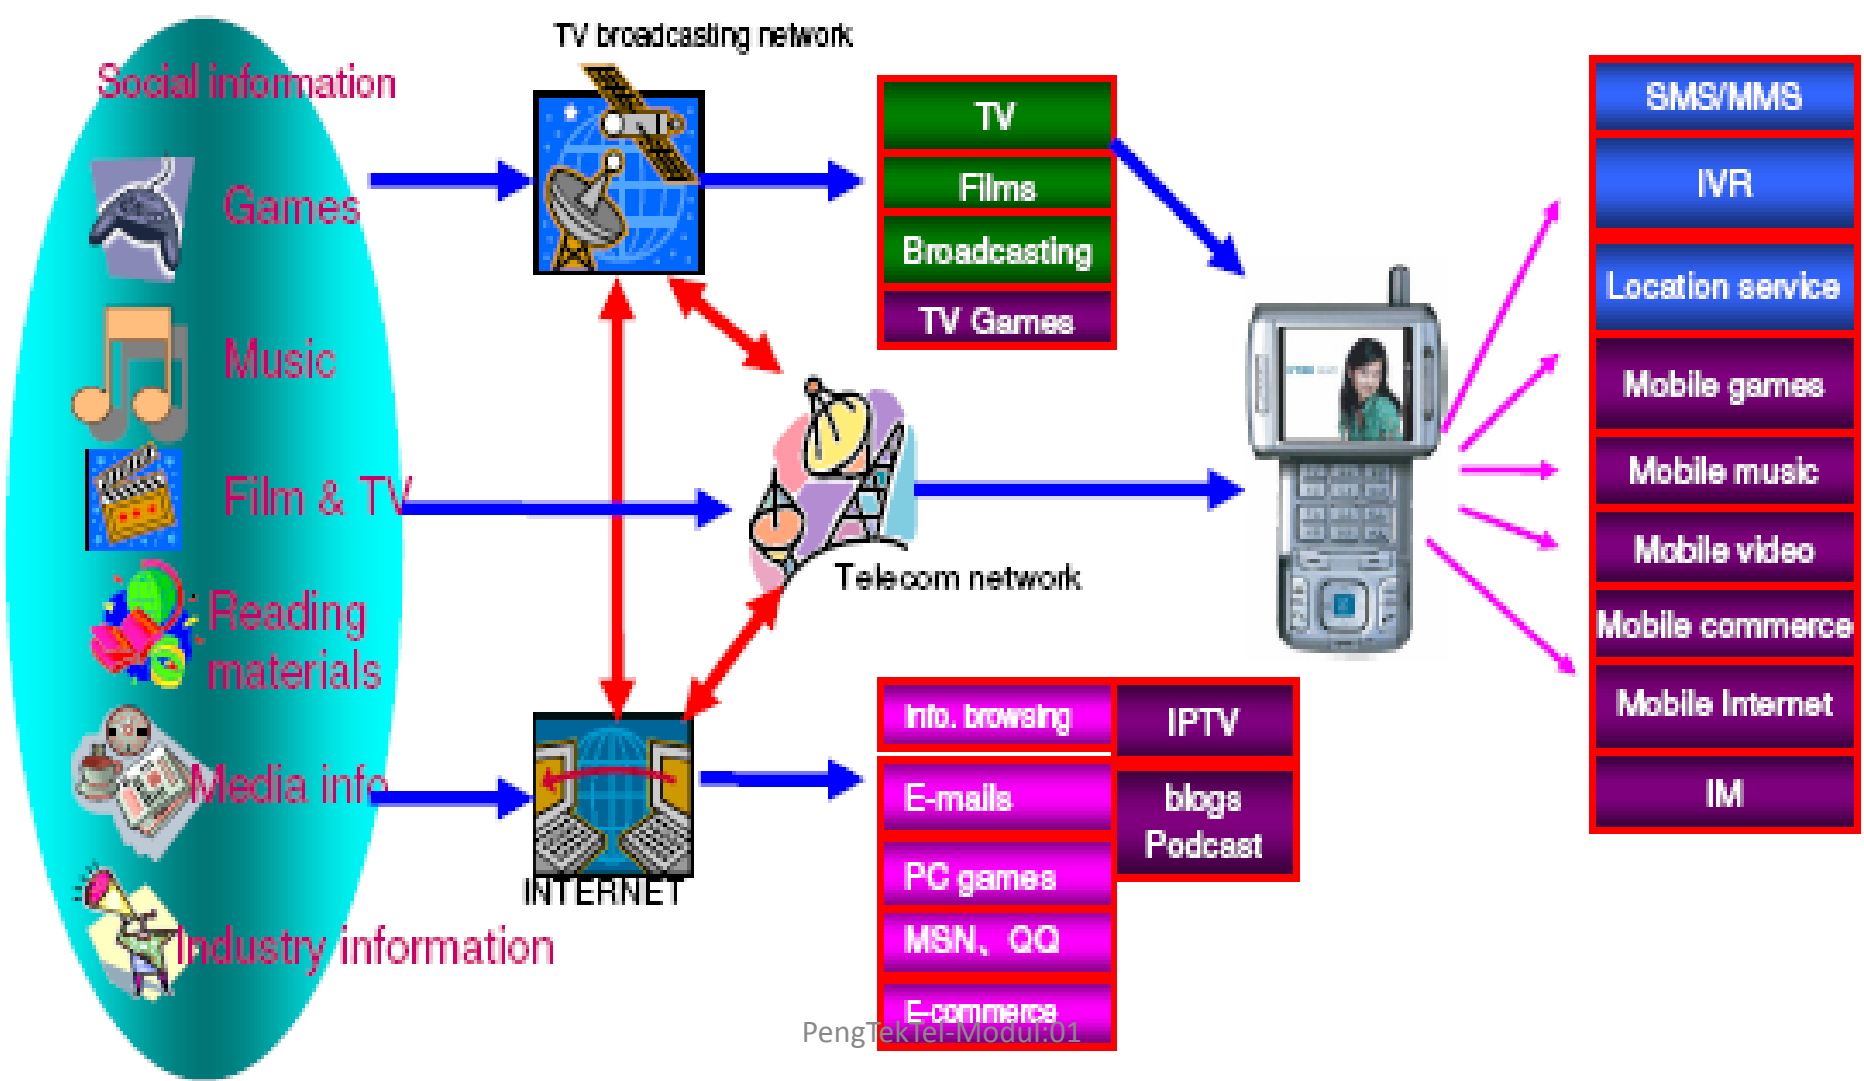 TV broadcasting network
Social information
Games
Music
Film & TV
Reading
materials
Media info
Industry information
TV
Films
Broadcasting
TV Games
Telecom network
INTERNET
Info. browsing
E-mails
PC games
MSN、QQ
E-commerce
IPTV
blogs
Podcast
SMS/MMS
IVR
Location service
Mobile games
Mobile music
Mobile video
Mobile commerce
Mobile Internet
IM
PengTekTel-Modul:01